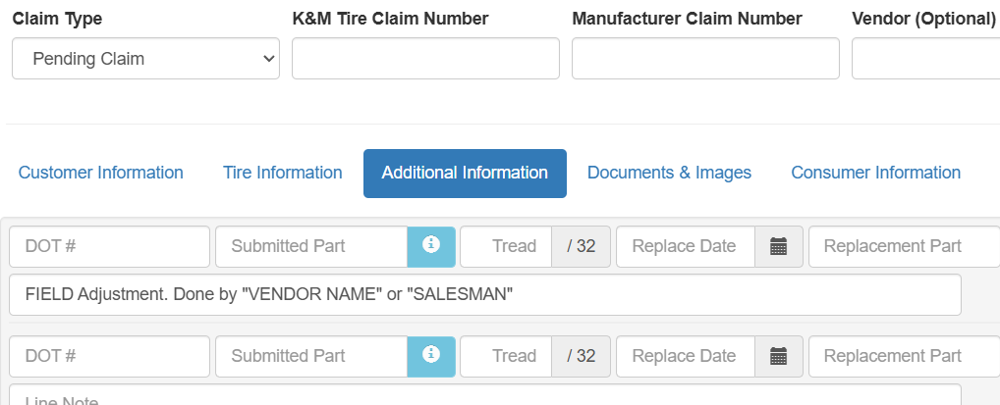 Claim Type K&M Tire Claim Number Manufacturer Claim Number Vendor (Optional)
Pending Claim
Customer Information Tire Information Additional Information Documents & Images Consumer Information
DOT # Submitted Part Tread / 32 Replace Date Replacement Part
FIELD Adjustment. Done by "VENDOR NAME" or "SALESMAN"
DOT # Submitted Part Tread / 32 Replace Date Replacement Part
Line Note